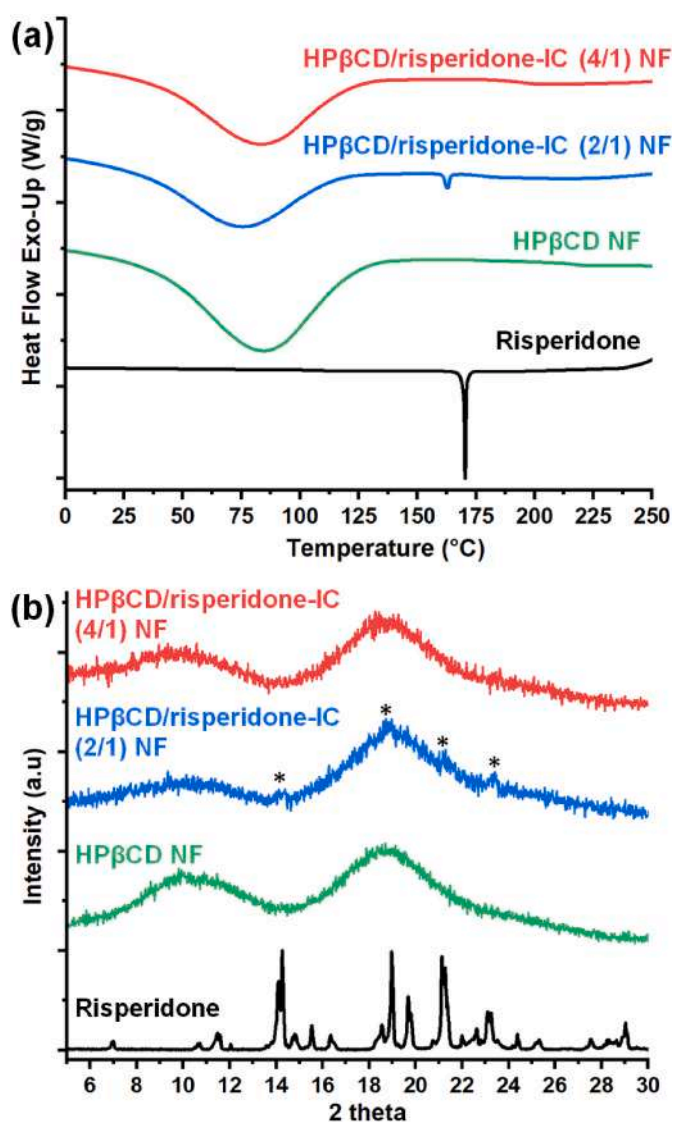 (a)
HPβCD/risperidone-IC (4/1) NF
HPβCD/risperidone-IC (2/1) NF
HPβCD NF
Risperidone
Heat Flow Exo-Up (W/g)
0 25 50 75 100 125 150 175 200 225 250
Temperature (°C)
(b)
HPβCD/risperidone-IC
(4/1) NF
HPβCD/risperidone-IC
(2/1) NF
* * * *
HPβCD NF
Risperidone
Intensity (a.u)
6 8 10 12 14 16 18 20 22 24 26 28 30
2 theta